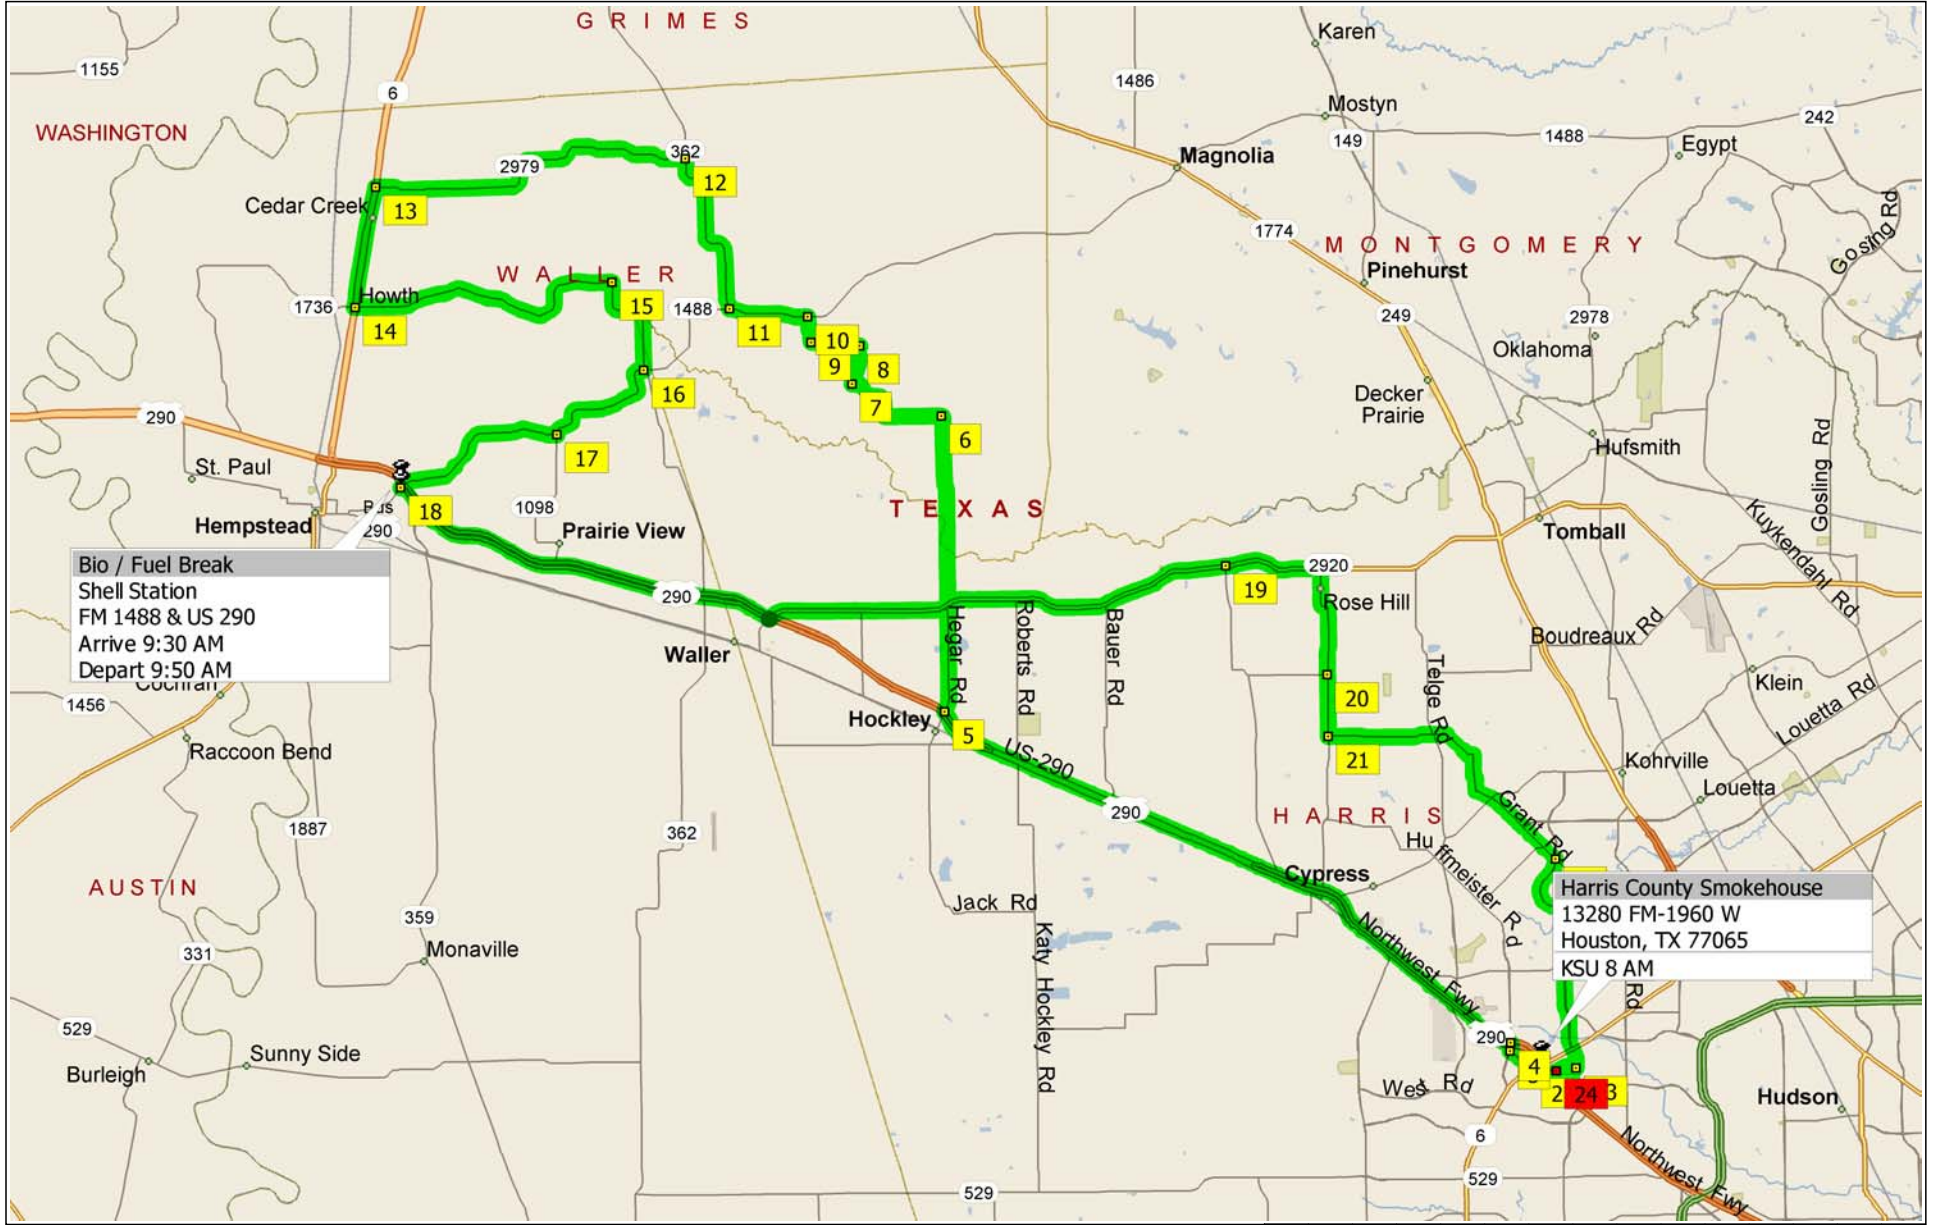 GRIMES
Karen
1155
6
1486
Mostyn
242
WASHINGTON
149
1488
Egypt
362
Magnolia
2979
12
Cedar Creek
13
1774
MONTGOMERY
Gosing Rd
WALLER
Pinehurst
Howth
1736
15
1488
14
11
249
2978
10
Oklahoma
9
8
16
Decker
Prairie
7
290
6
Hufsmith
St. Paul
17
Gosling Rd
18
1098
TEXAS
Kuykendahl Rd
Bus
290
Hempstead
Prairie View
Tomball
Bio / Fuel Break
Shell Station
FM 1488 & US 290
Arrive 9:30 AM
Depart 9:50 AM
2920
19
290
Rose Hill
Hegar Rd
Roberts Rd
Bauer Rd
Boudreaux Rd
Waller
Telge Rd
Klein
Cochran
20
1456
Louetta Rd
Hockley
5
Raccoon Bend
US-290
21
Kohrville
Louetta
290
Grant Rd
1887
362
HARRIS
Huffmeister Rd
Cypress
AUSTIN
Harris County Smokehouse
13280 FM-1960 W
Houston, TX 77065
KSU 8 AM
Jack Rd
359
Northwest Fwy
331
Monaville
Katy Hockley Rd
Rd
529
290
Sunny Side
Burleigh
4
West Rd
2
24
3
Hudson
6
Northwest Fwy
529
529